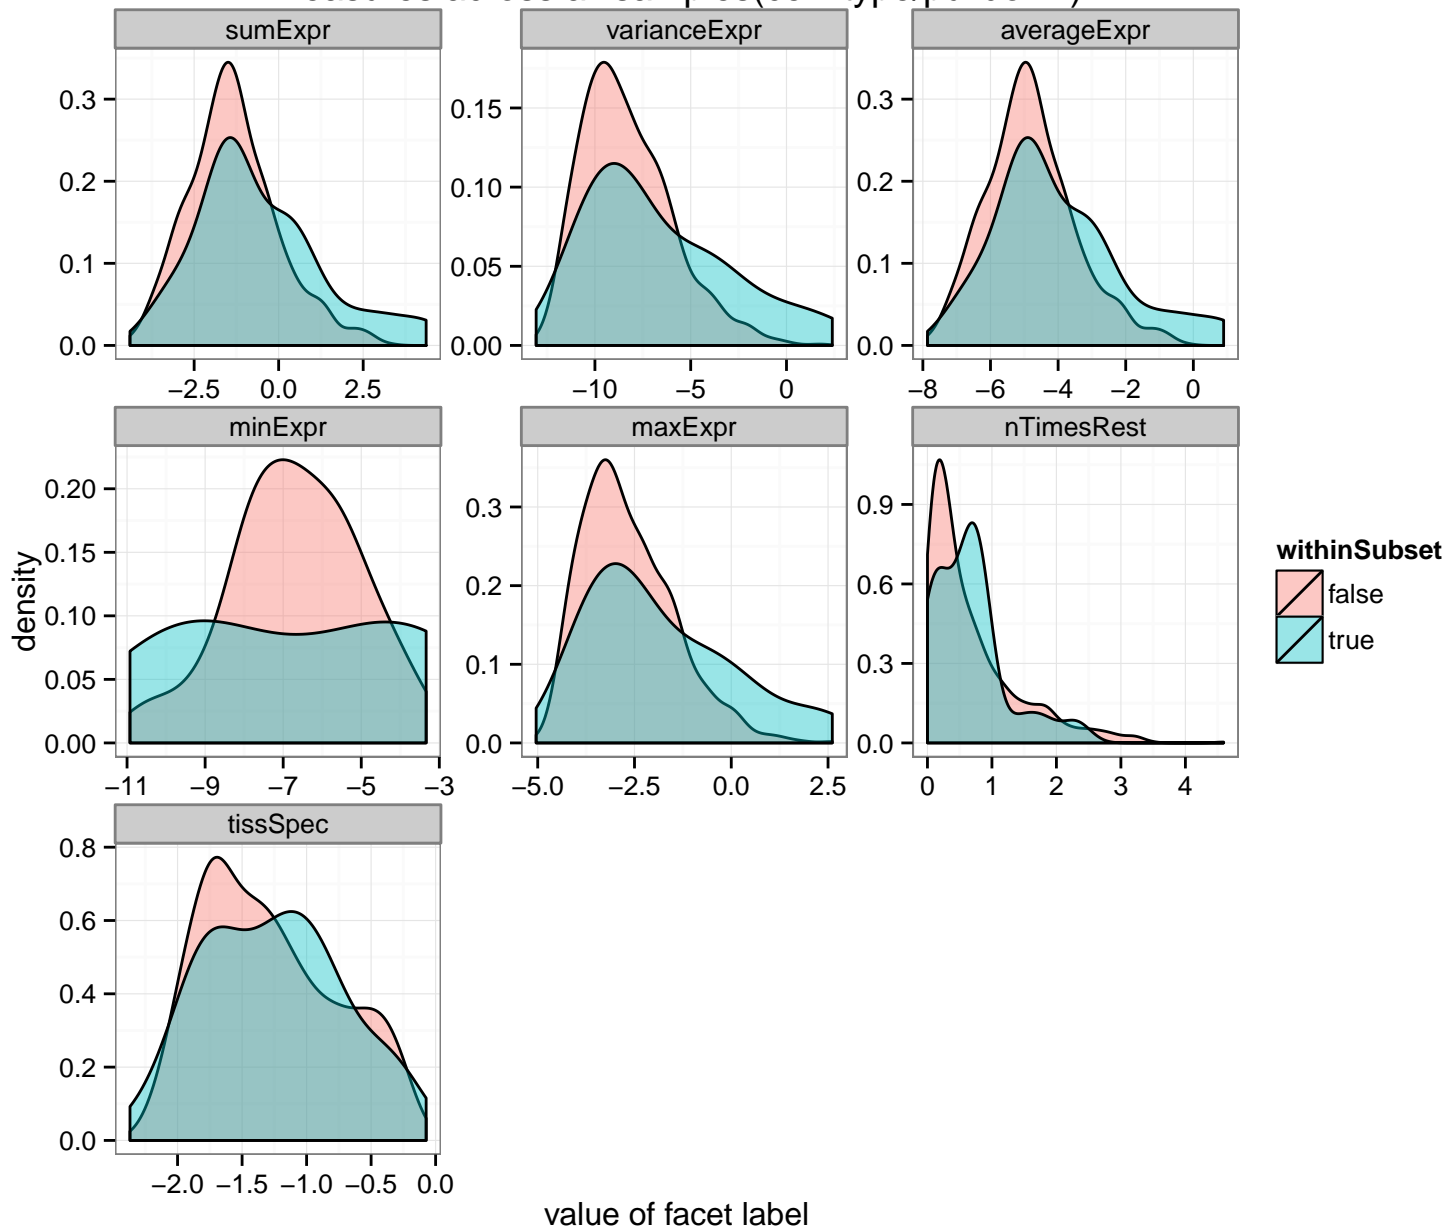 across all samples
sumExpr varianceExpr averageExpr
0.3 0.15 0.3
0.2 0.10 0.2
0.1 0.05 0.1
0.0 0.00 0.0
−2.5 0.0 2.5 −10 −5 0 −8 −6 −4 −2 0
minExpr maxExpr nTimesRest
0.20 0.3 0.9
0.15 0.2 0.6
0.10 0.1 0.3
0.05 0.0 0.0
0.00
−11 −9 −7 −5 −3 −5.0 −2.5 0.0 2.5 0 1 2 3 4
density
withinSubset
false
true
tissSpec
0.8
0.6
0.4
0.2
0.0
−2.0 −1.5 −1.0 −0.5 0.0
value of facet label